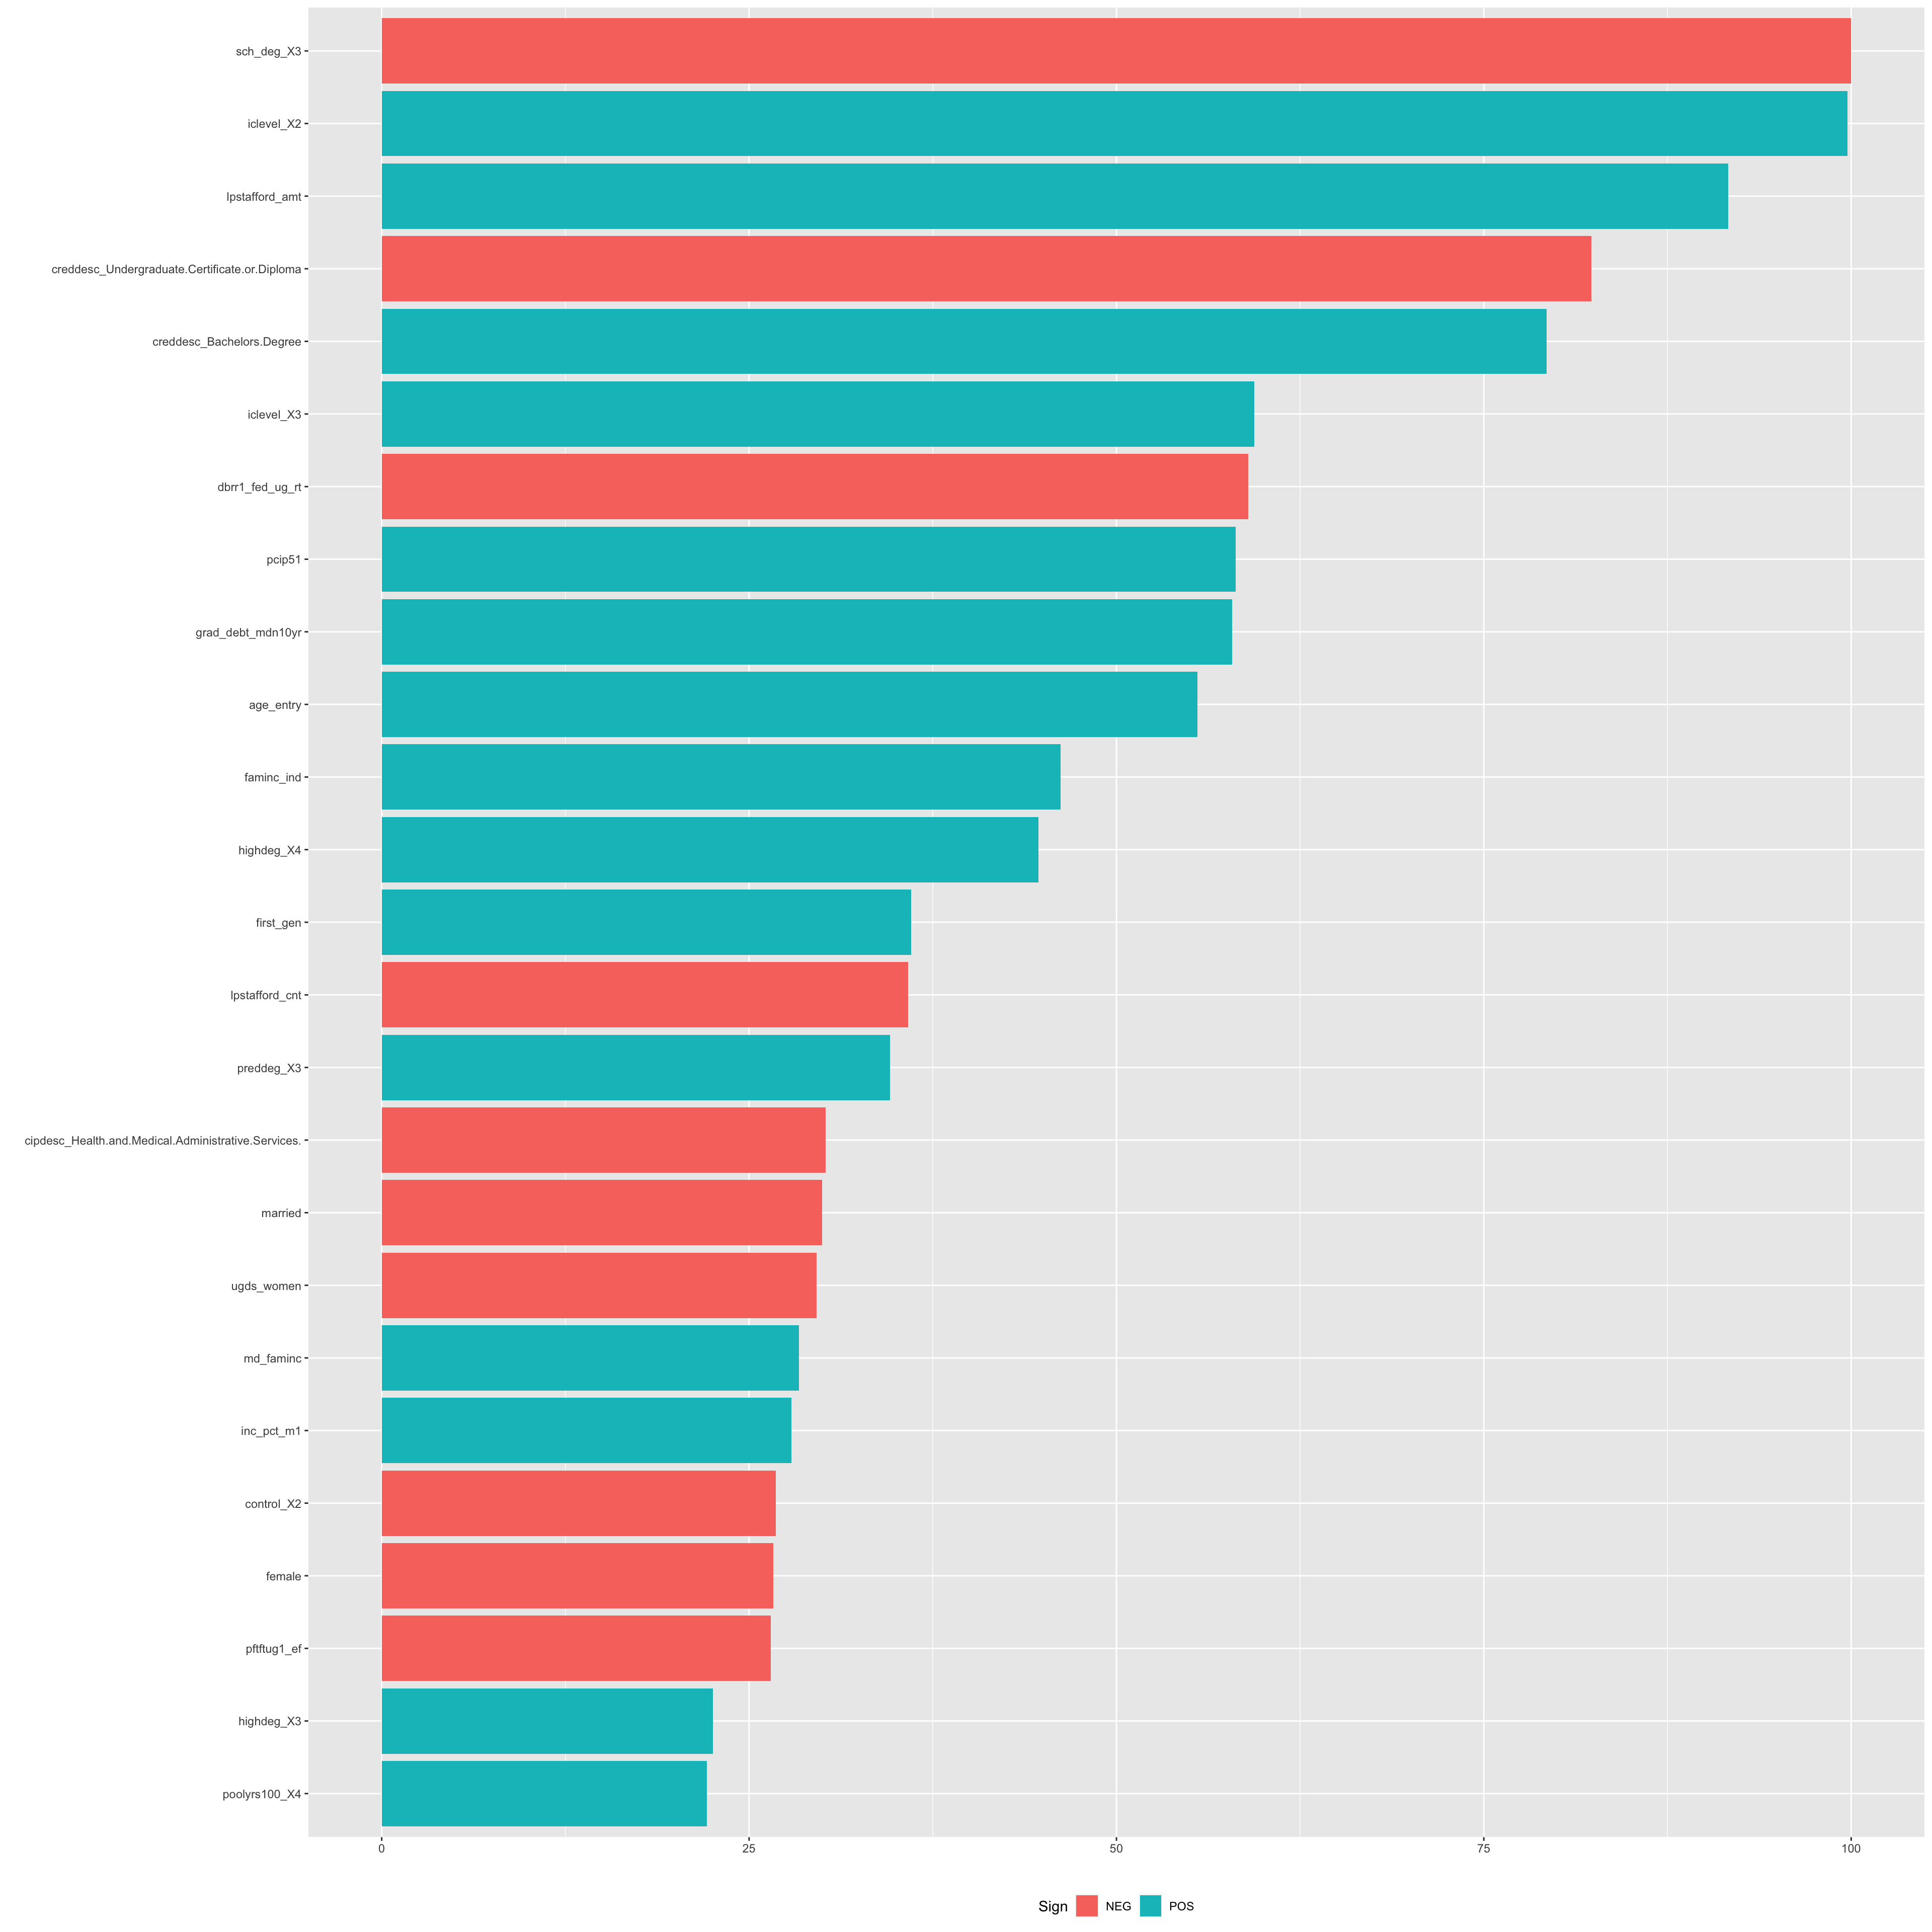 sch_deg_X3
iclevel_X2
lpstafford_amt
creddesc_Undergraduate.Certificate.or.Diploma
creddesc_Bachelors.Degree
iclevel_X3
dbrr1_fed_ug_rt
pcip51
grad_debt_mdn10yr
age_entry
faminc_ind
highdeg_X4
first_gen
lpstafford_cnt
preddeg_X3
cipdesc_Health.and.Medical.Administrative.Services.
married
ugds_women
md_faminc
inc_pct_m1
control_X2
female
pftftug1_ef
highdeg_X3
poolyrs100_X4
0 25 50 75 100
Sign NEG POS